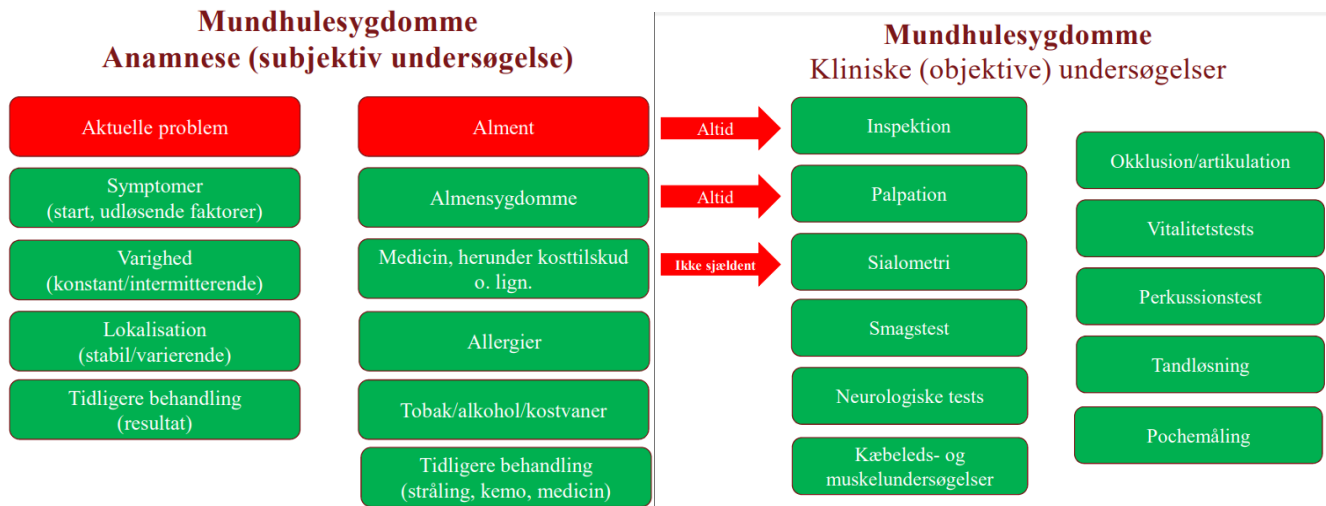 Mundhulesygdomme
Anamnese (subjektiv undersøgelse)
Aktuelle problem
Symptomer
(start, udløsende faktorer)
Varighed
(konstant/intermitterende)
Lokalisation
(stabil/varierende)
Tidligere behandling
(resultat)
Alment
Almensygdomme
Medicin, herunder kosttilskud
o. lign.
Allergier
Tobak/alkohol/kostvaner
Tidligere behandling
(stråling, kemo, medicin)
Mundhulesygdomme
Kliniske (objektive) undersøgelser
Altid
Inspektion
Altid
Palpation
Ikke sjældent
Sialometri
Smagstest
Neurologiske tests
Kæbeleds- og
muskelundersøgelser
Okklusion/artikulation
Vitalitetstests
Perkussionstest
Tandløsning
Pochemåling